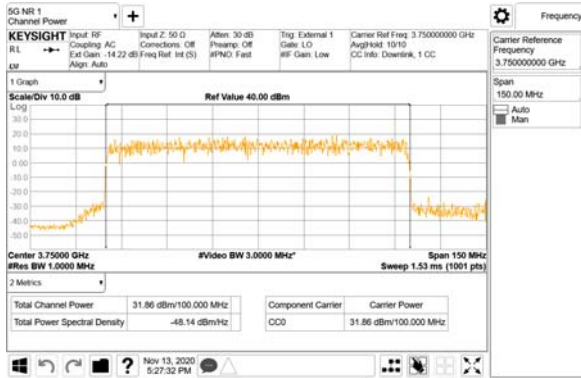 5G NR 1
Channel Power
Frequency
KEYSIGHT
Input: RF
Input Z: 50 Ω
Atten: 30 dB
Trig: External 1
Carrier Ref Freq: 3.750000000 GHz
RL
Coupling: AC
Corrections: Off
Preamp: Off
Gate: LO
Avg|Hold: 10/10
Ext Gain: -14.22 dB
Freq Ref: Int (S)
#PNO: Fast
#IF Gain: Low
CC Info: Downlink, 1 CC
Align: Auto
Carrier Reference
Frequency
3.750000000 GHz
Span
150.00 MHz
Auto
Man
1 Graph
Scale/Div 10.0 dB
Ref Value 40.00 dBm
Log
30.0
20.0
10.0
0.00
-10.0
-20.0
-30.0
-40.0
-50.0
Center 3.75000 GHz
#Video BW 3.0000 MHz*
Span 150 MHz
#Res BW 1.0000 MHz
Sweep 1.53 ms (1001 pts)
2 Metrics
Total Channel Power
31.86 dBm/100.000 MHz
Total Power Spectral Density
-48.14 dBm/Hz
Component Carrier
Carrier Power
CC0
31.86 dBm/100.000 MHz
?
Nov 13, 2020
5:27:32 PM